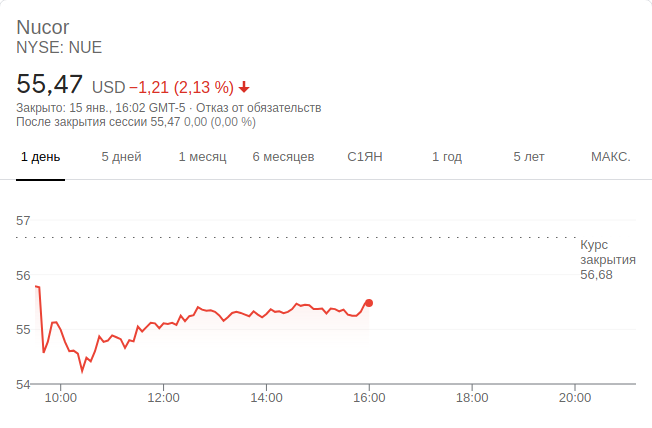 Nucor
NYSE: NUE
55,47 USD −1,21 (2,13 %)
Закрыто: 15 янв., 16:02 GMT-5 · Отказ от обязательств
После закрытия сессии 55,47 0,00 (0,00 %)
1 день 5 дней 1 месяц 6 месяцев С1ЯН 1 год 5 лет МАКС.
57
Курс
закрытия
56,68
56
55
54
10:00 12:00 14:00 16:00 18:00 20:00